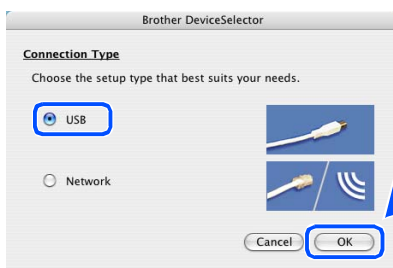 Brother DeviceSelector
Connection Type
Choose the setup type that best suits your needs.
USB
Network
Cancel OK